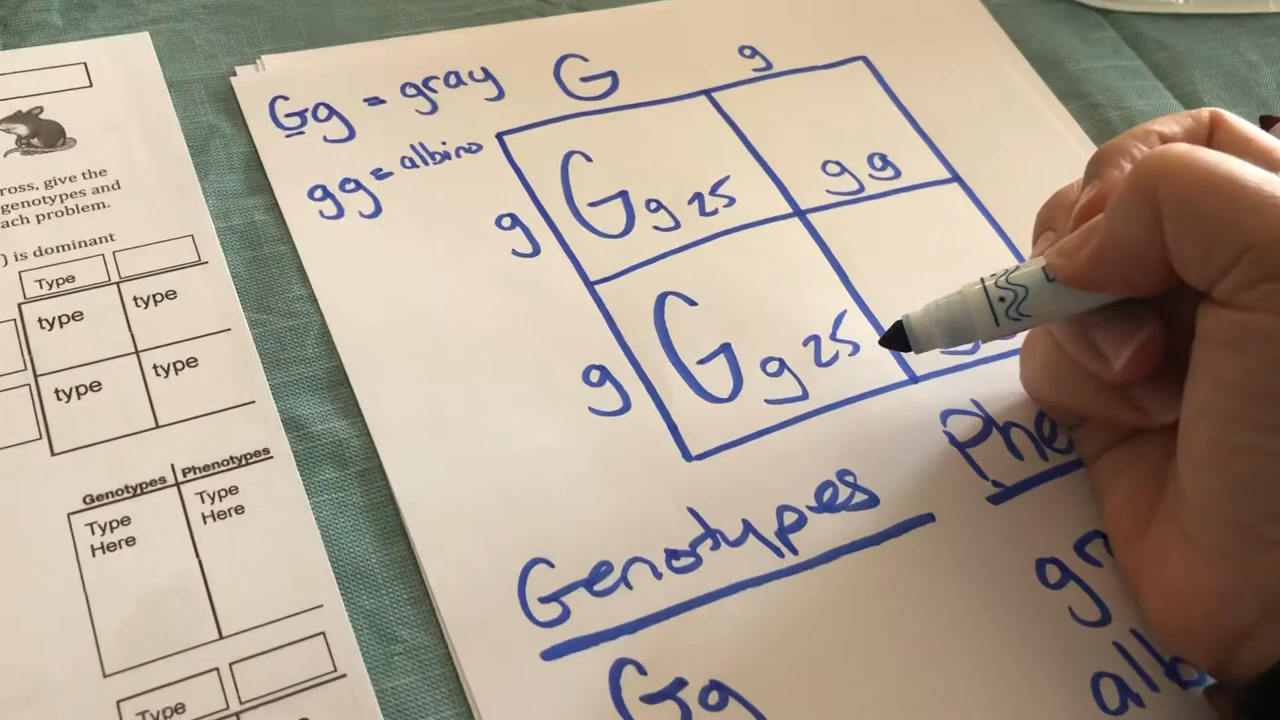 ross, give the
genotypes and
ach problem.
) is dominant
Type
type type
type type
Genotypes Phenotypes
Type Type
Here Here
Type
Gg = gray
gg = albino
G g
g Gg 25 gg
g Gg 25
Genotypes Phe
Gg gr
alb